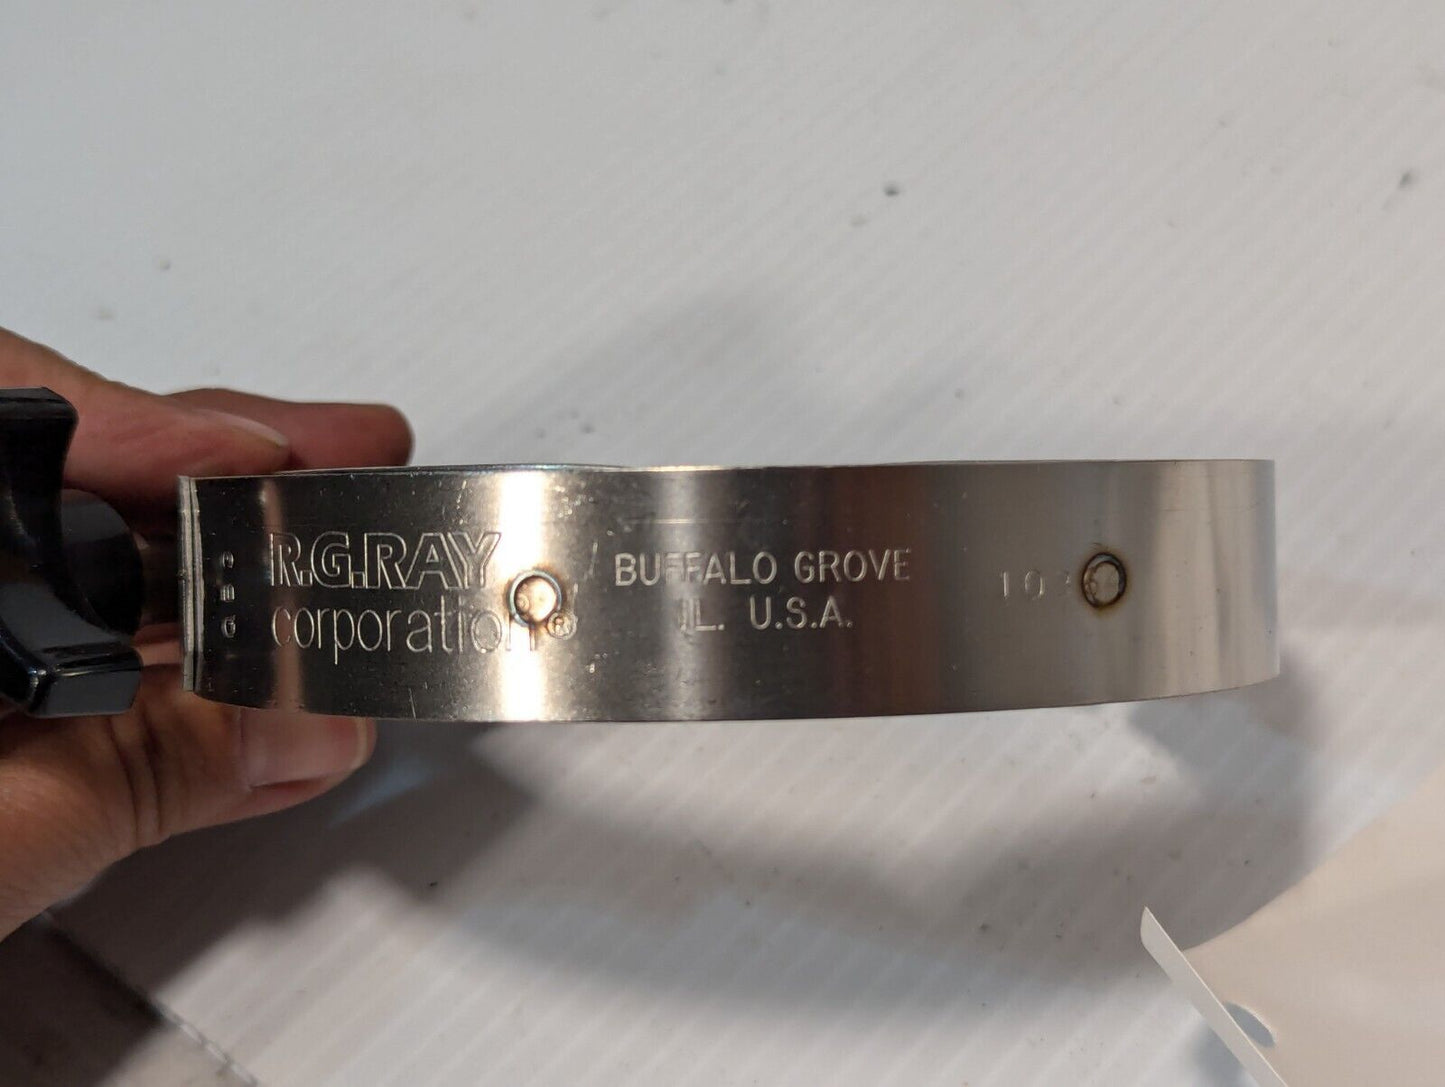 R.G.RAY
corporation®
BUFFALO GROVE
IL. U.S.A.